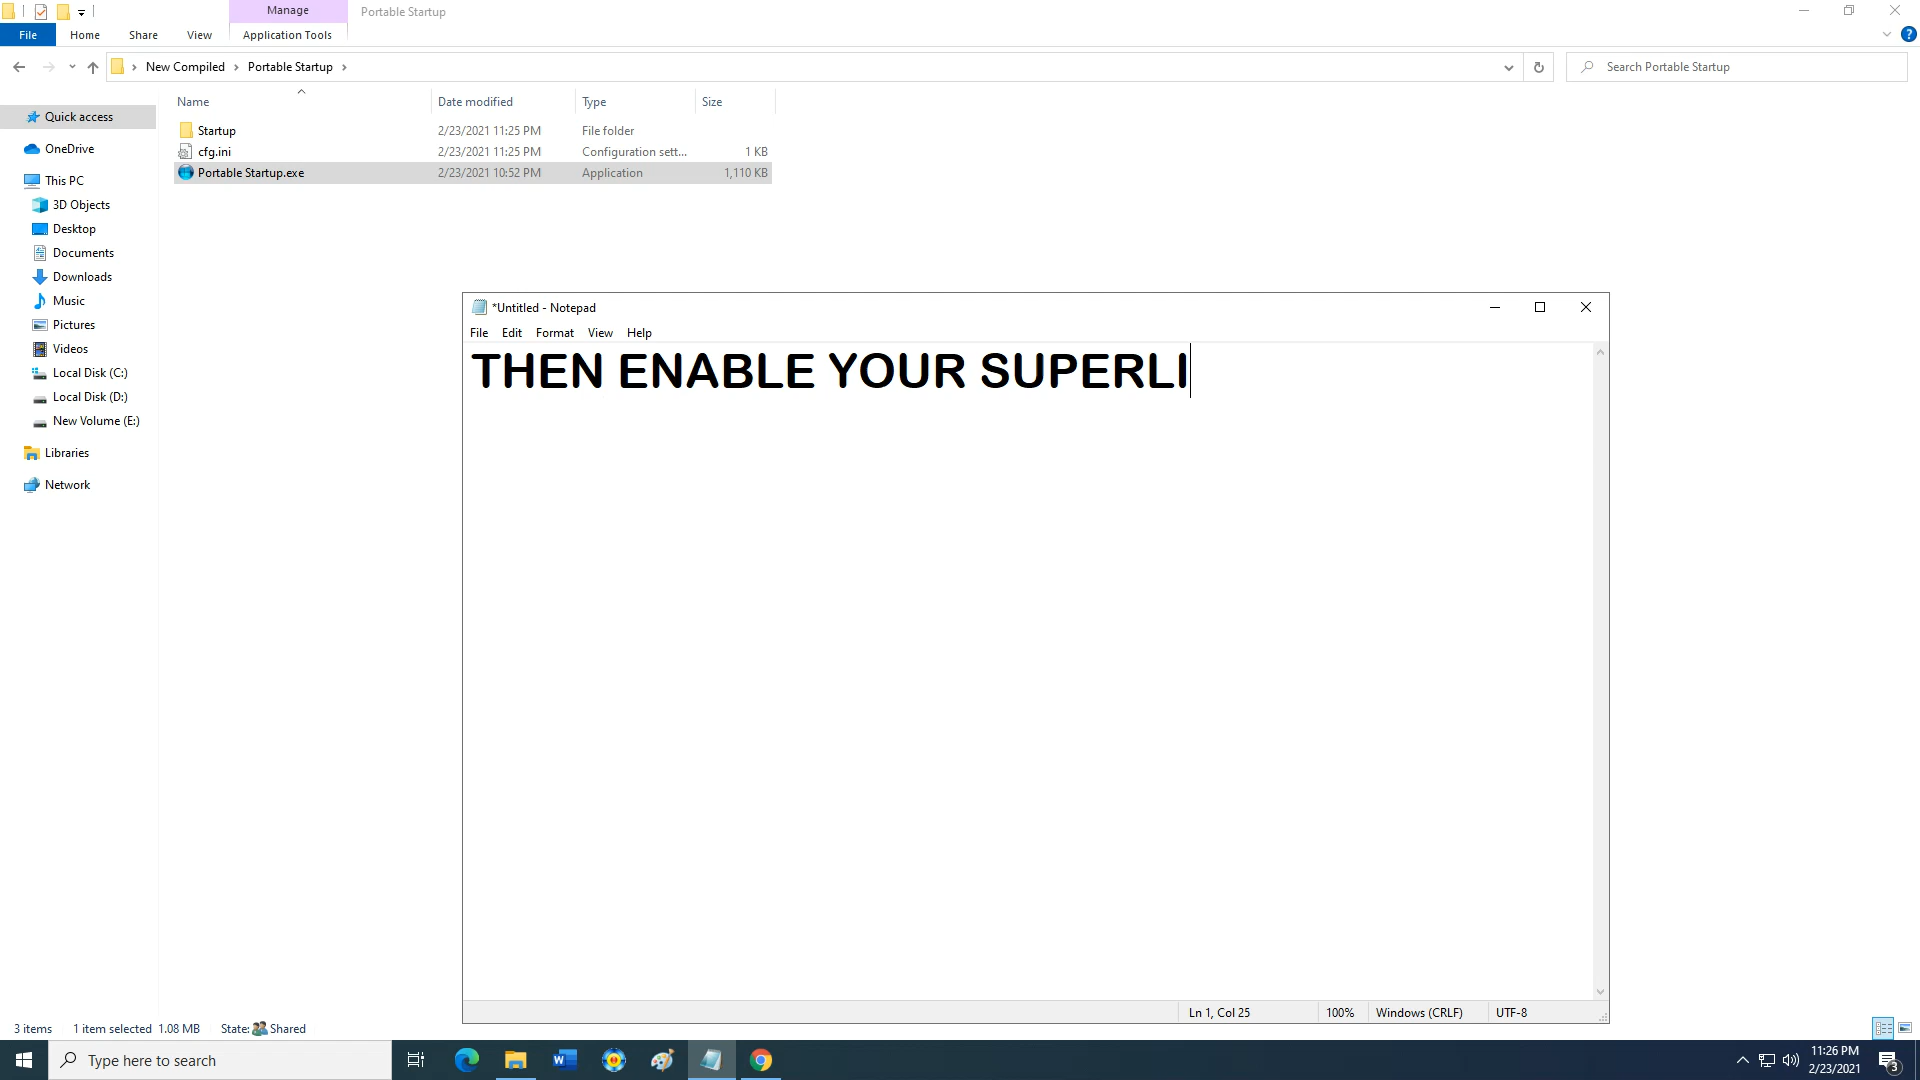 Manage
Portable Startup
File
Home
Share
View
Application Tools
New Compiled
Portable Startup
Search Portable Startup
Name
Date modified
Type
Size
Startup
2/23/2021 11:25 PM
File folder
cfg.ini
2/23/2021 11:25 PM
Configuration sett...
1 KB
Portable Startup.exe
2/23/2021 10:52 PM
Application
1,110 KB
Quick access
OneDrive
This PC
3D Objects
Desktop
Documents
Downloads
Music
Pictures
Videos
Local Disk (C:)
Local Disk (D:)
New Volume (E:)
Libraries
Network
*Untitled - Notepad
File
Edit
Format
View
Help
THEN ENABLE YOUR SUPERLI
Ln 1, Col 25
100%
Windows (CRLF)
UTF-8
3 items
1 item selected
1.08 MB
State:
Shared
Type here to search
11:26 PM
2/23/2021
3